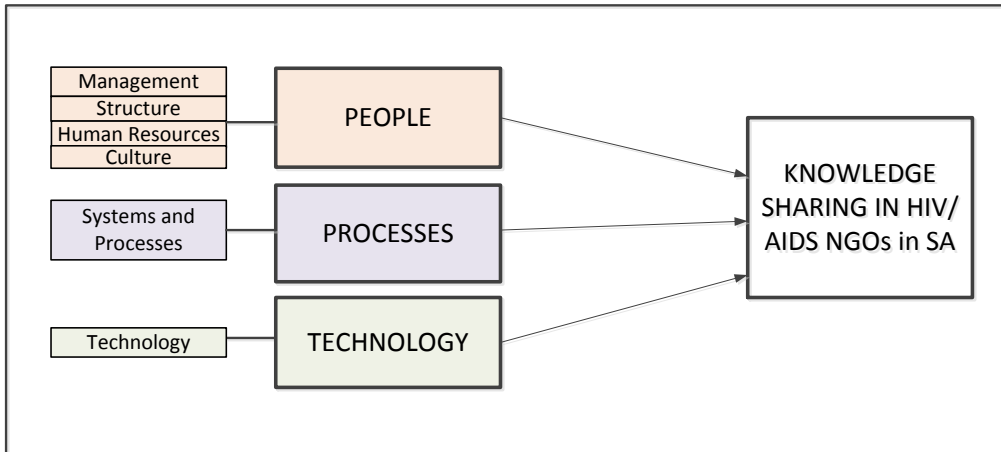 Management
Structure
Human Resources
Culture
PEOPLE
Systems and
Processes
PROCESSES
Technology
TECHNOLOGY
KNOWLEDGE
SHARING IN HIV/
AIDS NGOs in SA